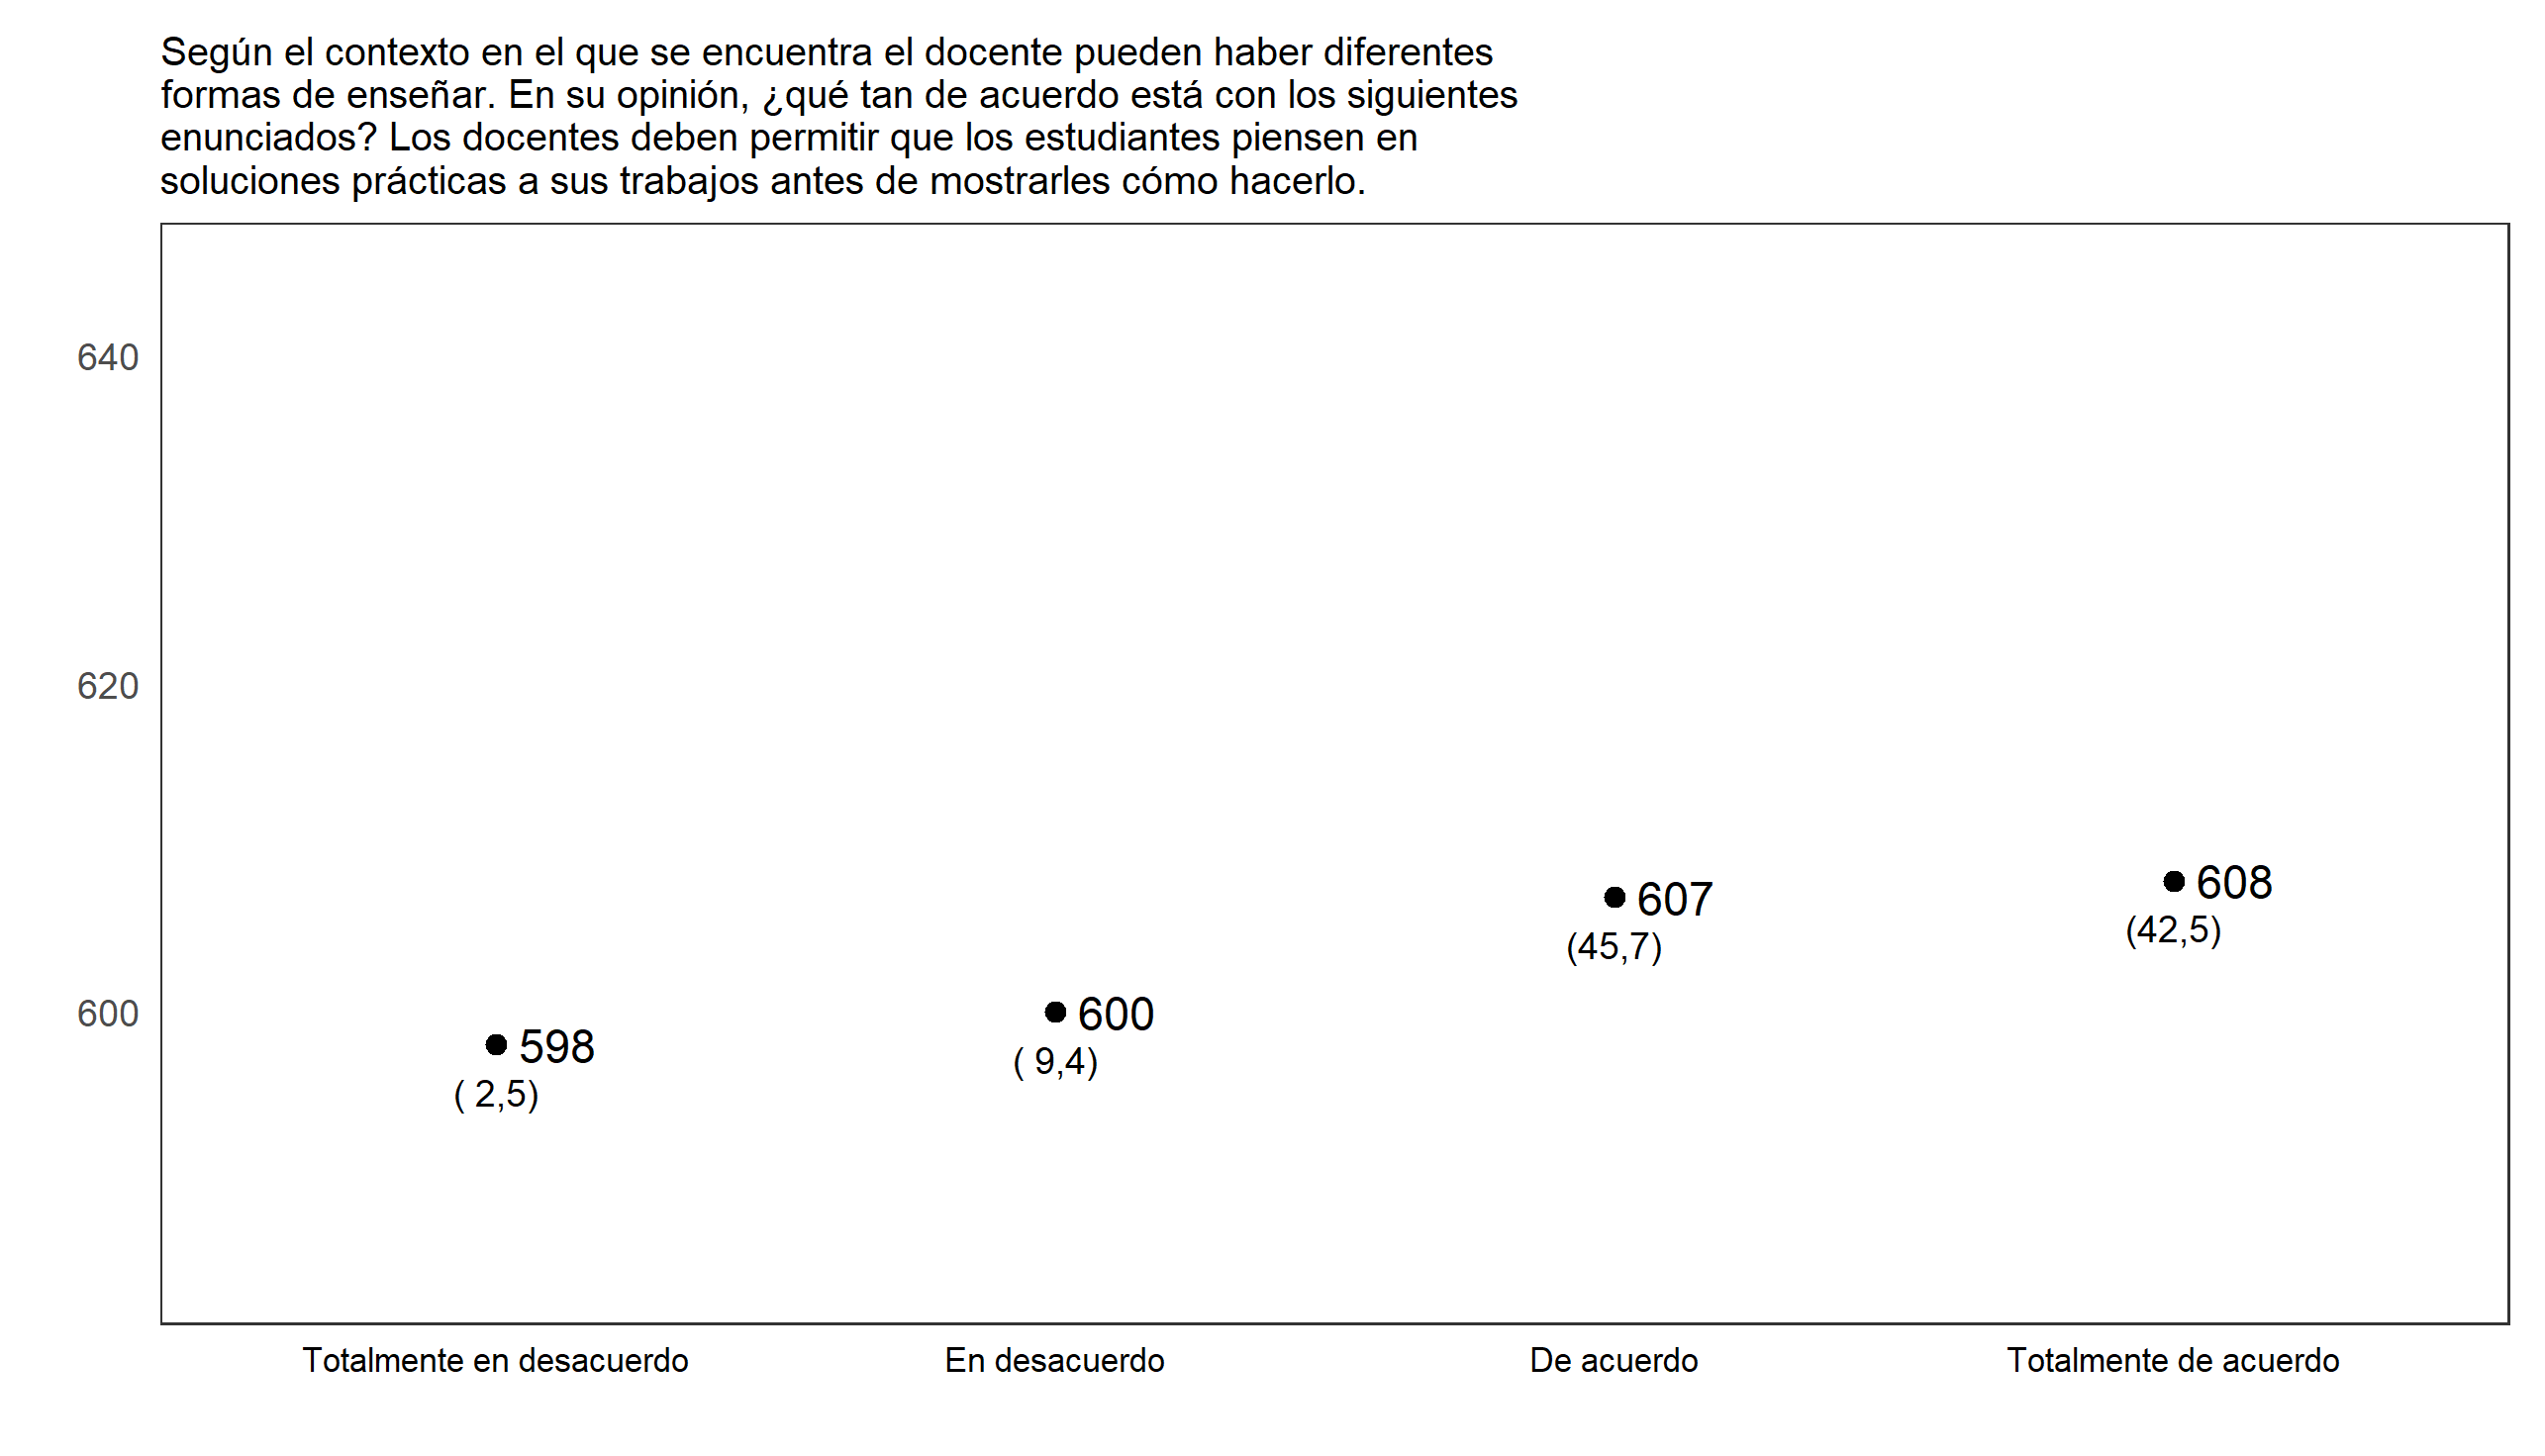 Según el contexto en el que se encuentra el docente pueden haber diferentes
formas de enseñar. En su opinión, ¿qué tan de acuerdo está con los siguientes
enunciados? Los docentes deben permitir que los estudiantes piensen en
soluciones prácticas a sus trabajos antes de mostrarles cómo hacerlo.
640
620
600
598
( 2,5)
600
( 9,4)
607
(45,7)
608
(42,5)
Totalmente en desacuerdo
En desacuerdo
De acuerdo
Totalmente de acuerdo